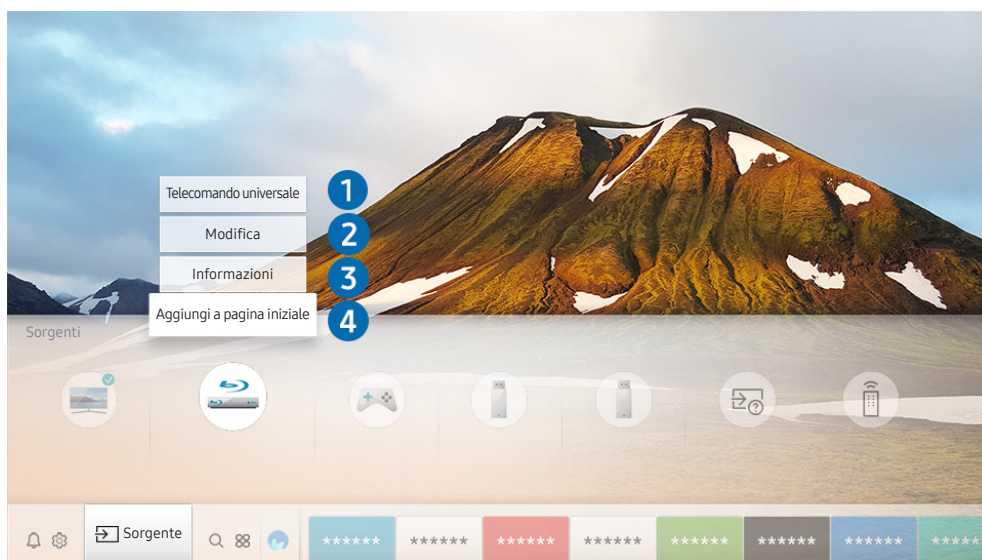 Telecomando universale 1
Modifica 2
Informazioni 3
Aggiungi a pagina iniziale 4
Sorgenti
Sorgente
****** ****** ****** ****** ****** ****** ****** *****